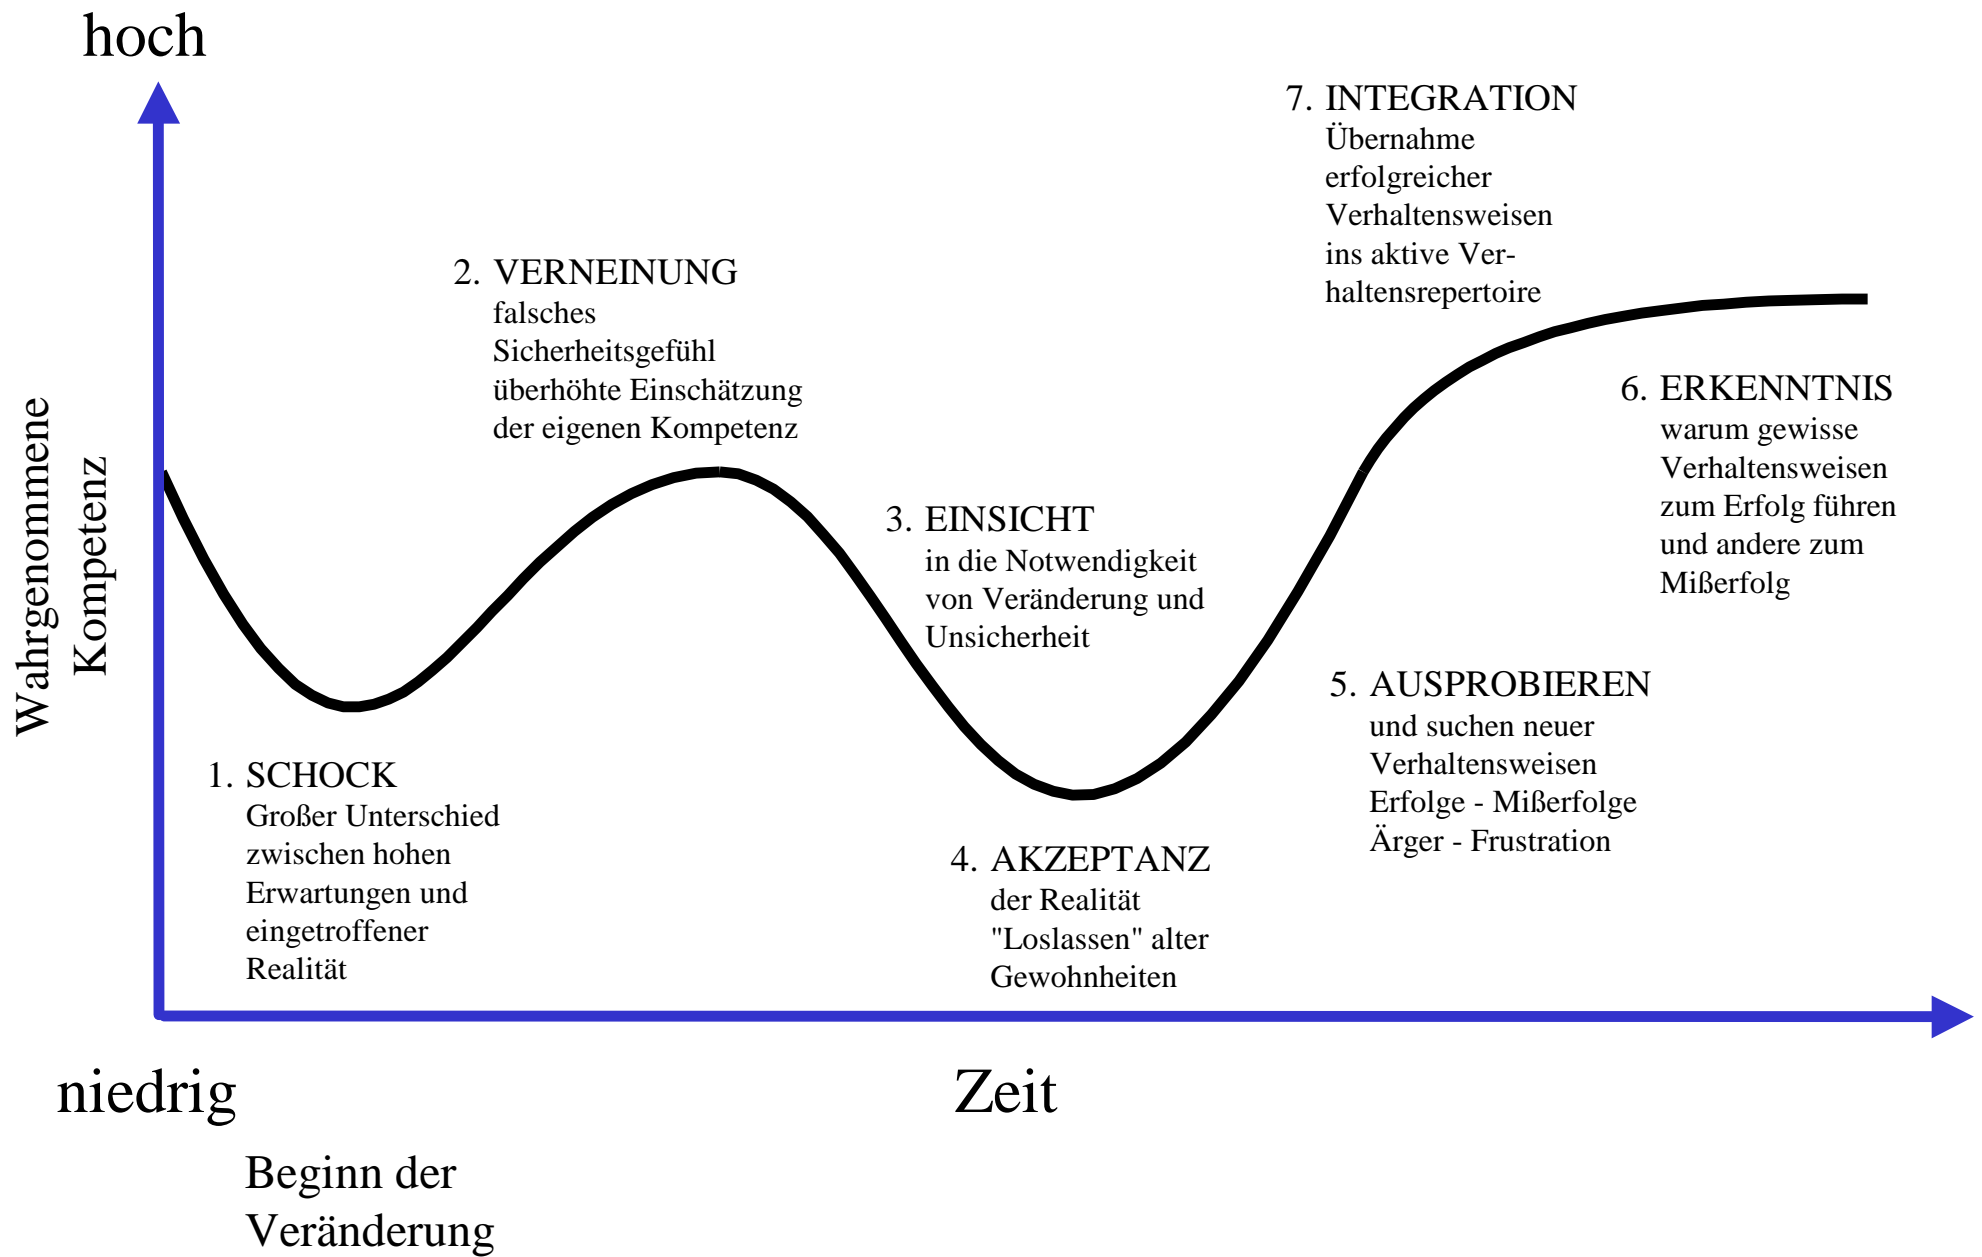 hoch
Wahrgenommene
Kompetenz
1. SCHOCK
Großer Unterschied
zwischen hohen
Erwartungen und
eingetroffener
Realität
2. VERNEINUNG
falsches
Sicherheitsgefühl
überhöhte Einschätzung
der eigenen Kompetenz
3. EINSICHT
in die Notwendigkeit
von Veränderung und
Unsicherheit
4. AKZEPTANZ
der Realität
"Loslassen" alter
Gewohnheiten
5. AUSPROBIEREN
und suchen neuer
Verhaltensweisen
Erfolge - Mißerfolge
Ärger - Frustration
6. ERKENNTNIS
warum gewisse
Verhaltensweisen
zum Erfolg führen
und andere zum
Mißerfolg
7. INTEGRATION
Übernahme
erfolgreicher
Verhaltensweisen
ins aktive Ver-
haltensrepertoire
niedrig
Zeit
Beginn der
Veränderung